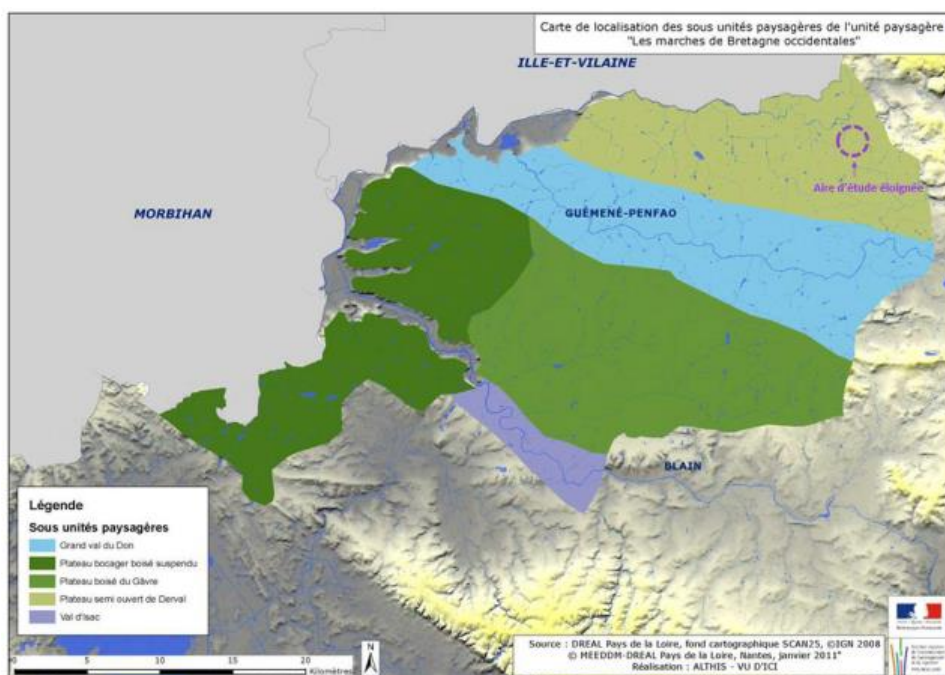 Carte de localisation des sous unités paysagères de l'unité paysagère
"Les marches de Bretagne occidentales"
ILLE-ET-VILAINE
Aire d'étude éloignée
MORBIHAN
GUÉMENÉ-PENFAO
BLAIN
Légende
Sous unités paysagères
Grand val du Don
Plateau bocager boisé suspendu
Plateau boisé du Gâvre
Plateau semi ouvert de Derval
Val d'Isac
0 5 10 15 20
Kilomètres
N
Source : DREAL Pays de la Loire, fond cartographique SCAN25, ©IGN 2008
© MEEDDM-DREAL Pays de la Loire, Nantes, janvier 2011"
Réalisation : ALTHIS - VU D'ICI